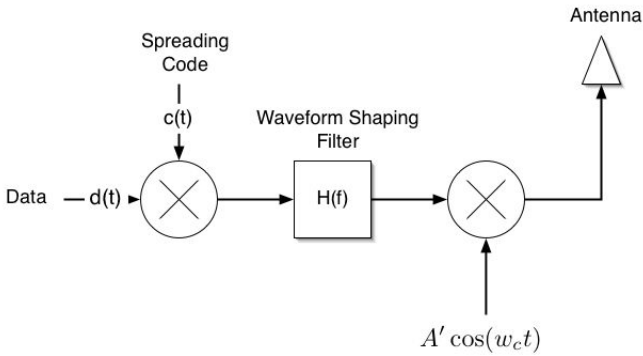 Antenna
Spreading
Code
c(t)
Waveform Shaping
Filter
Data
d(t)
H(f)
A′ cos(w_c t)